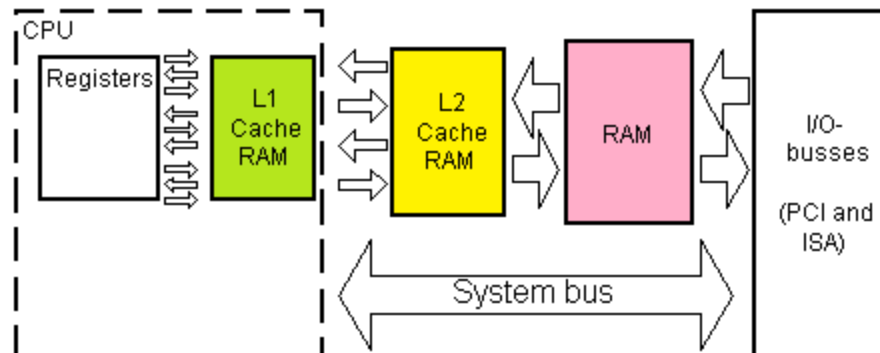 CPU
Registers
L1
Cache
RAM
L2
Cache
RAM
RAM
I/O-
busses
(PCI and
ISA)
System bus